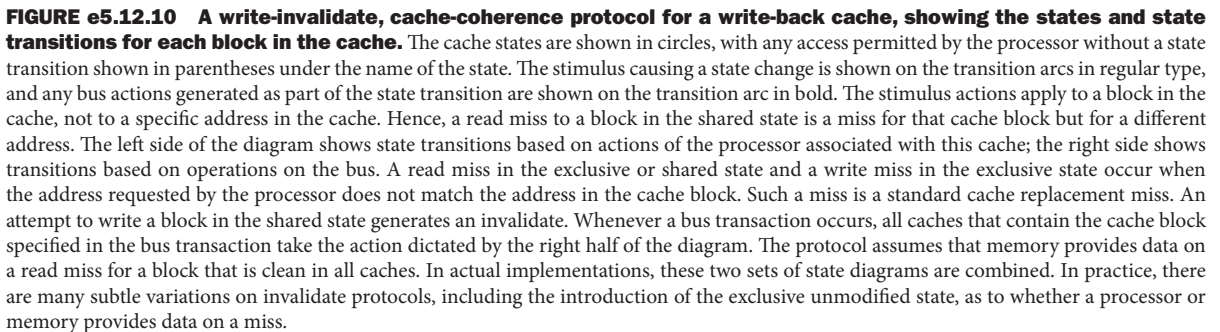 FIGURE e5.12.10 A write-invalidate, cache-coherence protocol for a write-back cache, showing the states and state
transitions for each block in the cache. The cache states are shown in circles, with any access permitted by the processor without a state
transition shown in parentheses under the name of the state. The stimulus causing a state change is shown on the transition arcs in regular type,
and any bus actions generated as part of the state transition are shown on the transition arc in bold. The stimulus actions apply to a block in the
cache, not to a specific address in the cache. Hence, a read miss to a block in the shared state is a miss for that cache block but for a different
address. The left side of the diagram shows state transitions based on actions of the processor associated with this cache; the right side shows
transitions based on operations on the bus. A read miss in the exclusive or shared state and a write miss in the exclusive state occur when
the address requested by the processor does not match the address in the cache block. Such a miss is a standard cache replacement miss. An
attempt to write a block in the shared state generates an invalidate. Whenever a bus transaction occurs, all caches that contain the cache block
specified in the bus transaction take the action dictated by the right half of the diagram. The protocol assumes that memory provides data on
a read miss for a block that is clean in all caches. In actual implementations, these two sets of state diagrams are combined. In practice, there
are many subtle variations on invalidate protocols, including the introduction of the exclusive unmodified state, as to whether a processor or
memory provides data on a miss.